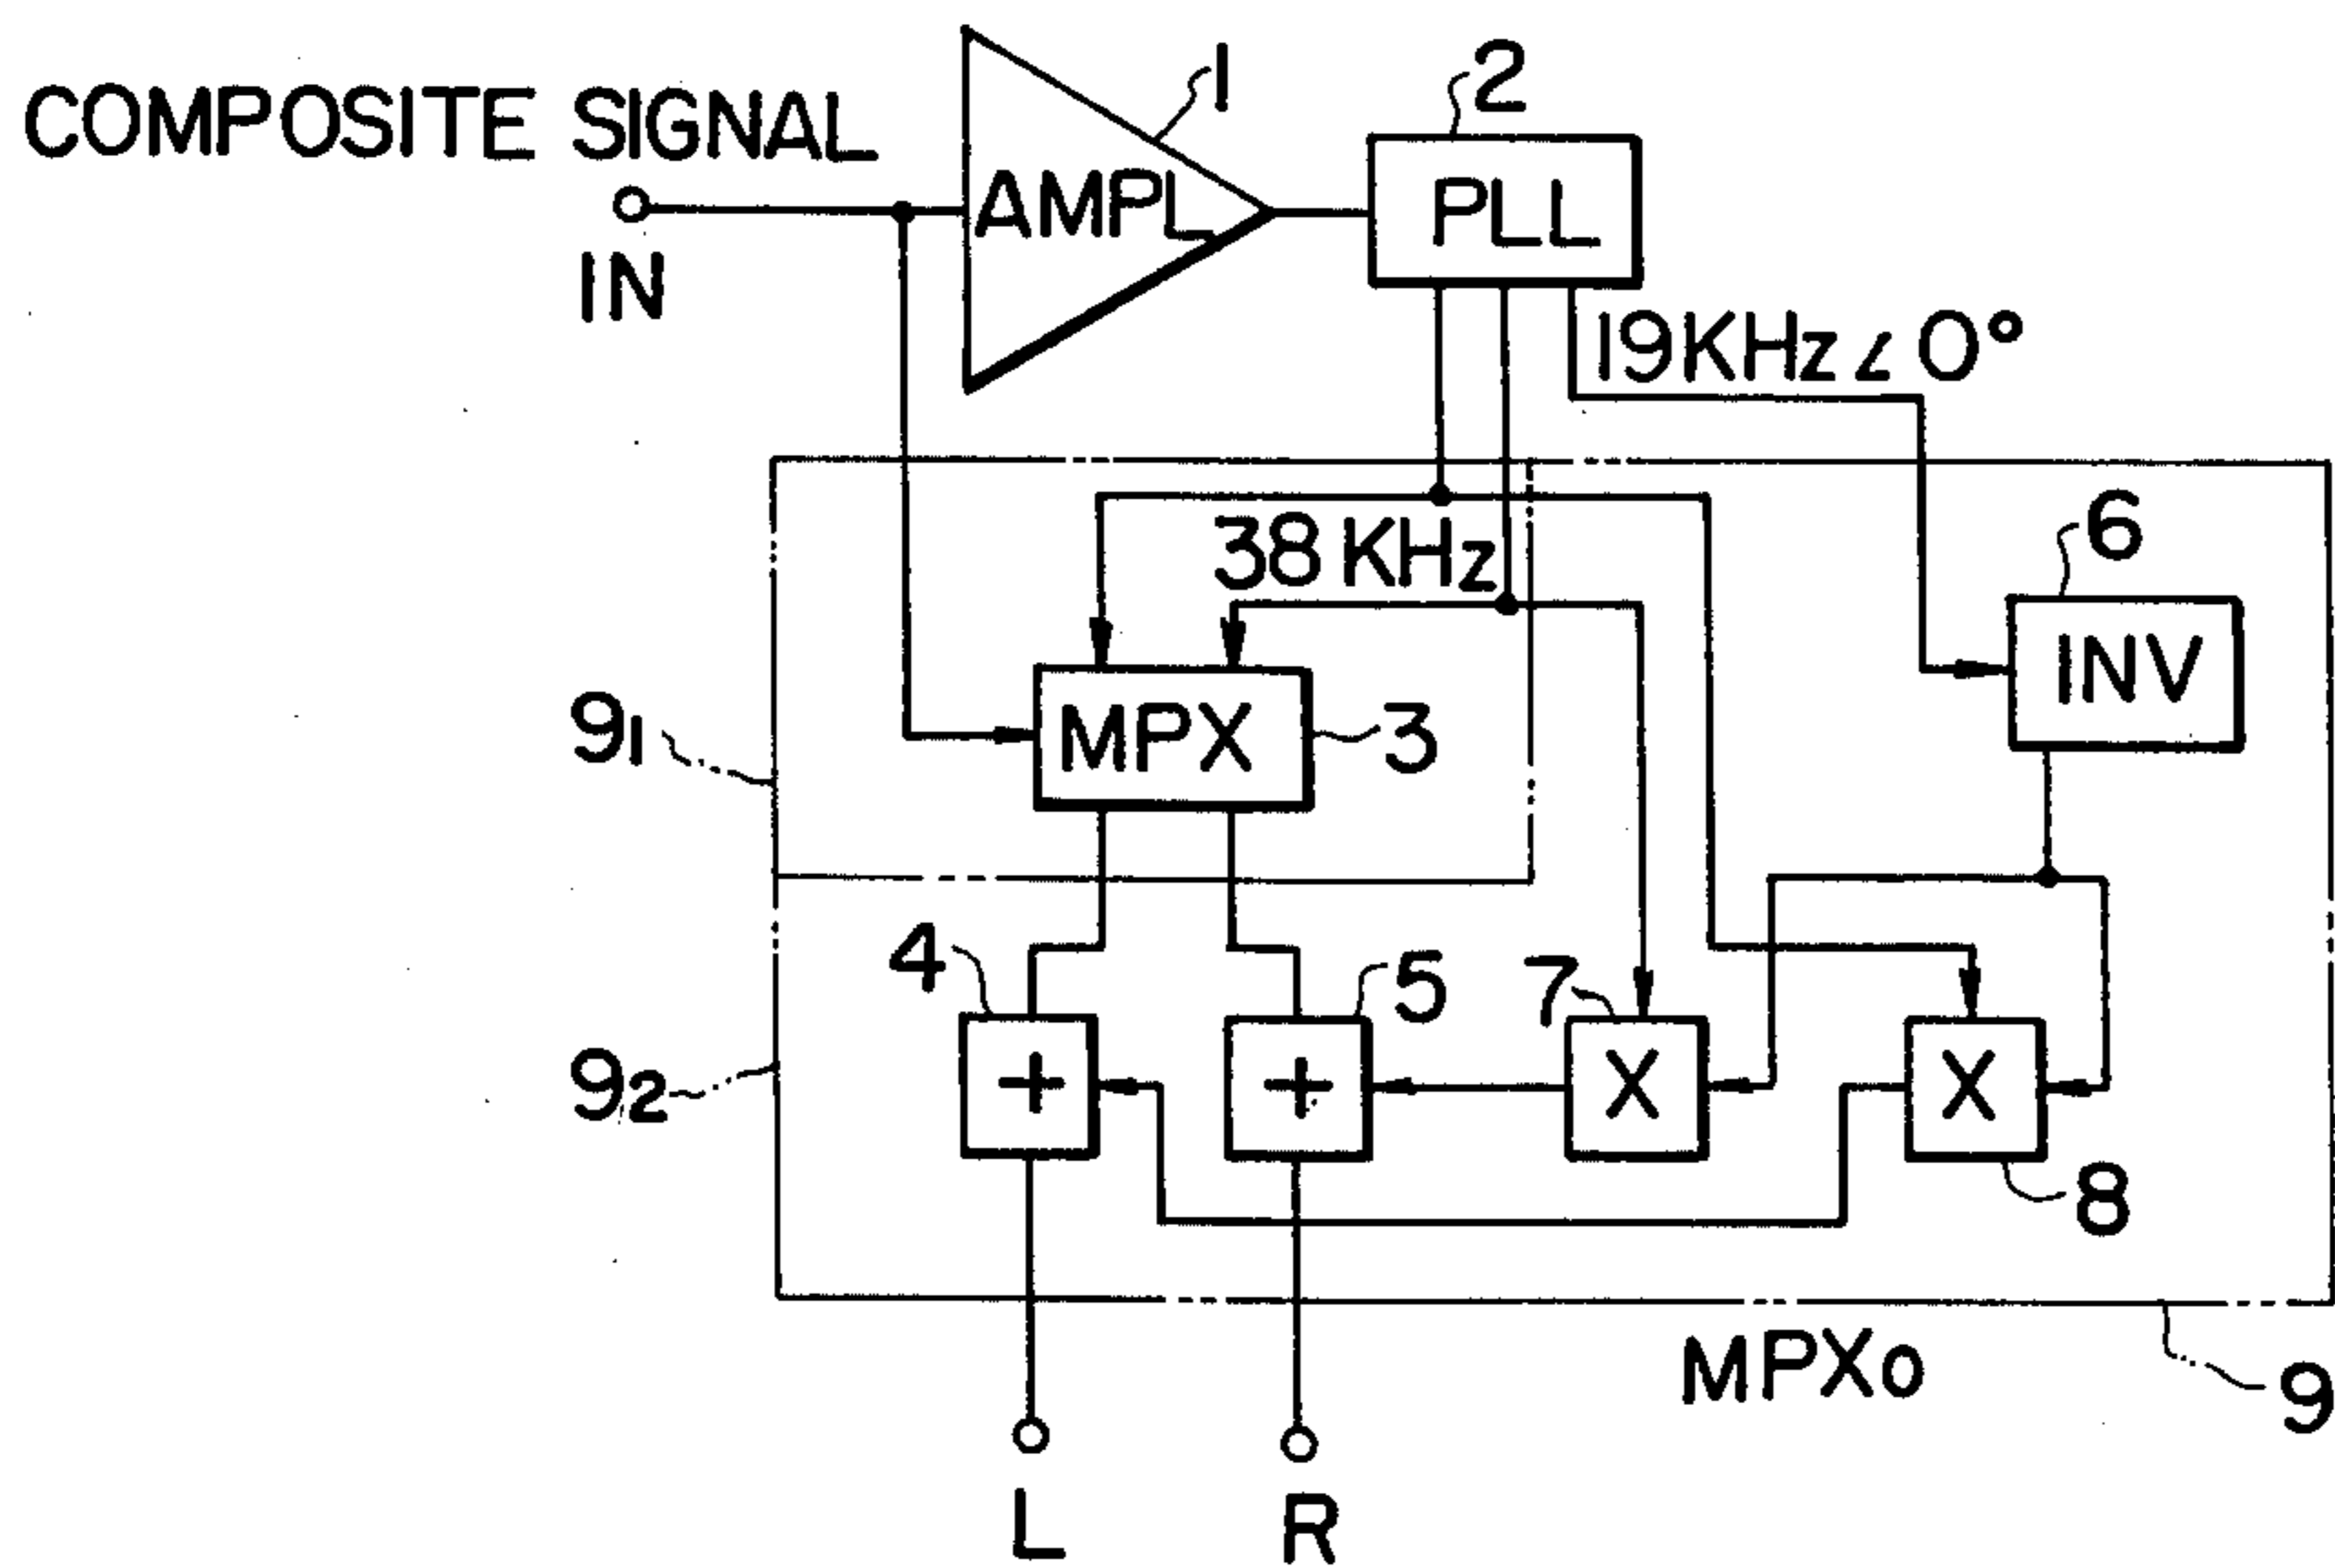 COMPOSITE SIGNAL
IN
AMPL
1
2
PLL
19KHz ∠ 0°
38 KHz
6
INV
MPX
3
91
4
5
7
8
+
+
X
X
92
MPX0
9
L
R